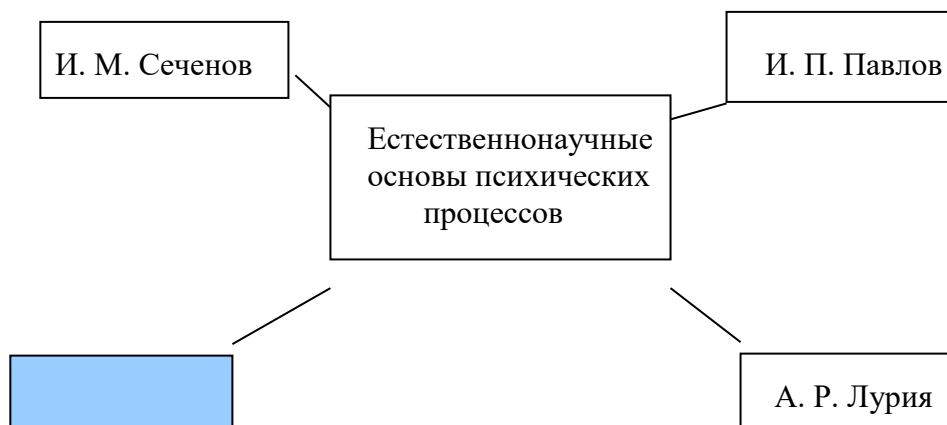 И. М. Сеченов
И. П. Павлов
Естественнонаучные
основы психических
процессов
А. Р. Лурия